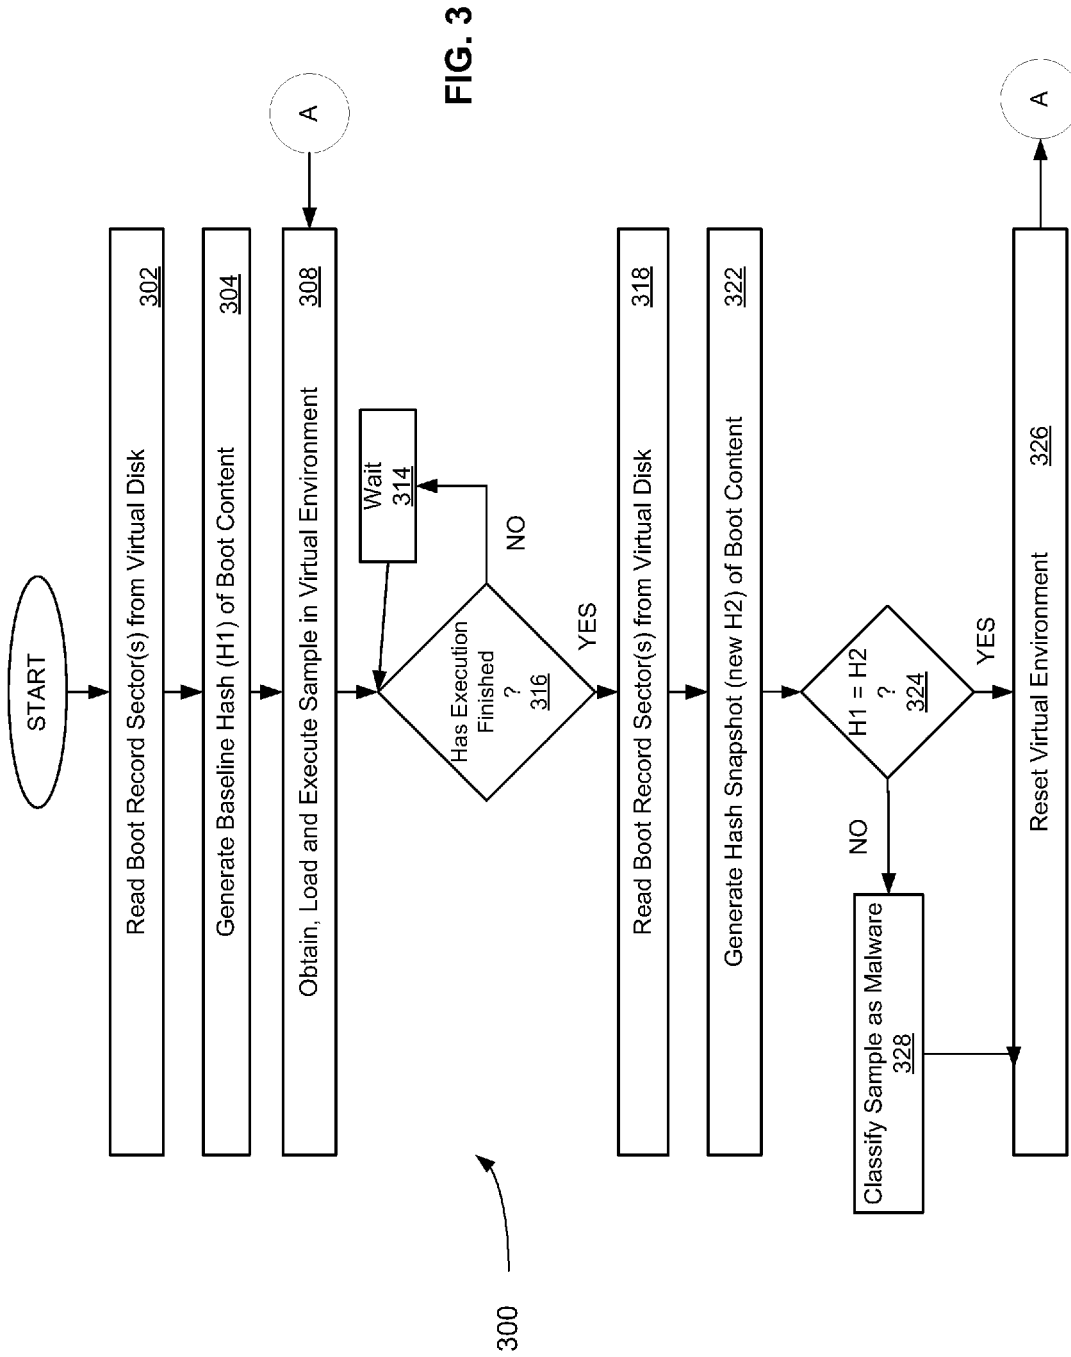 START
Read Boot Record Sector(s) from Virtual Disk
302
Generate Baseline Hash (H1) of Boot Content
304
A
Obtain, Load and Execute Sample in Virtual Environment
308
Wait
314
Has Execution
Finished
?
316
NO
YES
Read Boot Record Sector(s) from Virtual Disk
318
Generate Hash Snapshot (new H2) of Boot Content
322
H1 = H2
?
324
NO
YES
Classify Sample as Malware
328
Reset Virtual Environment
326
A
300
FIG. 3